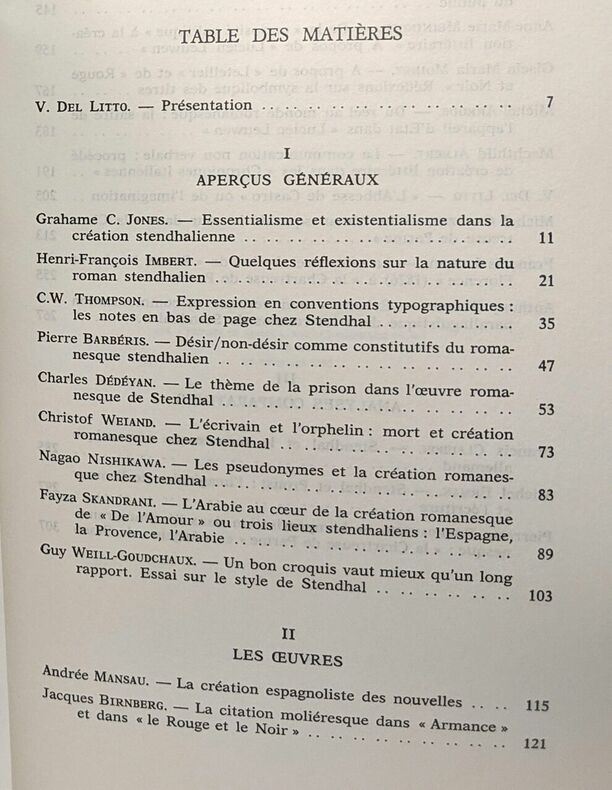 TABLE DES MATIÈRES
V. DEL LITTO. — Présentation .. .. .. .. .. .. .. .. .. .. 7
I
APERÇUS GÉNÉRAUX
Grahame C. JONES. — Essentialisme et existentialisme dans la
création stendhalienne .. .. .. .. .. .. .. .. .. .. 11
Henri-François IMBERT. — Quelques réflexions sur la nature du
roman stendhalien .. .. .. .. .. .. .. .. .. .. .. 21
C.W. THOMPSON. — Expression en conventions typographiques :
les notes en bas de page chez Stendhal .. .. .. .. .. 35
Pierre BARBÉRIS. — Désir/non-désir comme constitutifs du roma-
nesque stendhalien .. .. .. .. .. .. .. .. .. .. .. 47
Charles DÉDÉYAN. — Le thème de la prison dans l'œuvre roma-
nesque de Stendhal .. .. .. .. .. .. .. .. .. .. .. 53
Christof WEIAND. — L'écrivain et l'orphelin : mort et création
romanesque chez Stendhal .. .. .. .. .. .. .. .. .. 73
Nagao NISHIKAWA. — Les pseudonymes et la création romanes-
que chez Stendhal .. .. .. .. .. .. .. .. .. .. .. 83
Fayza SKANDRANI. — L'Arabie au cœur de la création romanesque
de « De l'Amour » ou trois lieux stendhaliens : l'Espagne,
la Provence, l'Arabie .. .. .. .. .. .. .. .. .. .. 89
Guy WEILL-GOUDCHAUX. — Un bon croquis vaut mieux qu'un long
rapport. Essai sur le style de Stendhal .. .. .. .. .. 103
II
LES ŒUVRES
Andrée MANSAU. — La création espagnoliste des nouvelles .. .. 115
Jacques BIRNBERG. — La citation moliéresque dans « Armance »
et dans « le Rouge et le Noir » .. .. .. .. .. .. .. .. 121